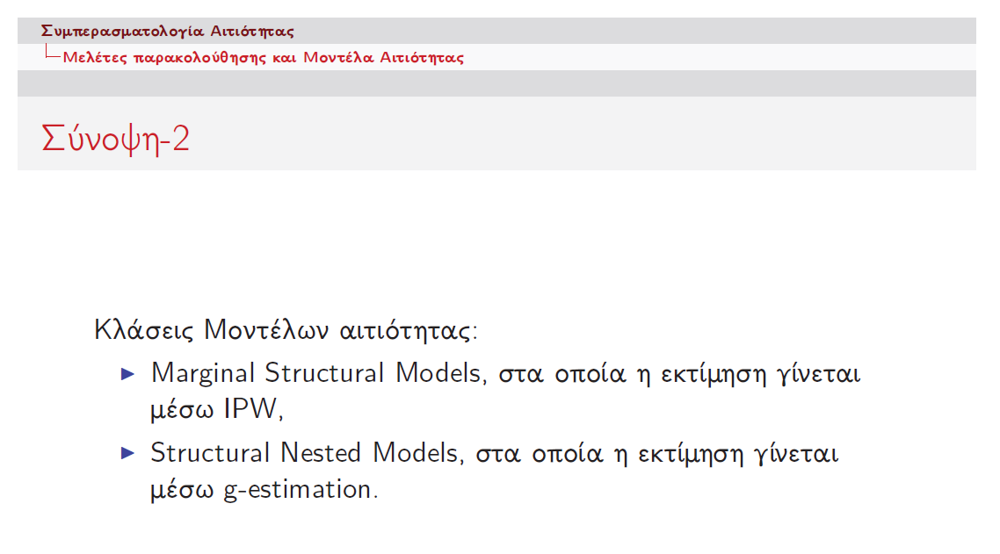 Συμπερασματολογία Αιτιότητας
Μελέτες παρακολούθησης και Μοντέλα Αιτιότητας
Σύνοψη-2
Κλάσεις Μοντέλων αιτιότητας:
Marginal Structural Models, στα οποία η εκτίμηση γίνεται
μέσω IPW,
Structural Nested Models, στα οποία η εκτίμηση γίνεται
μέσω g-estimation.